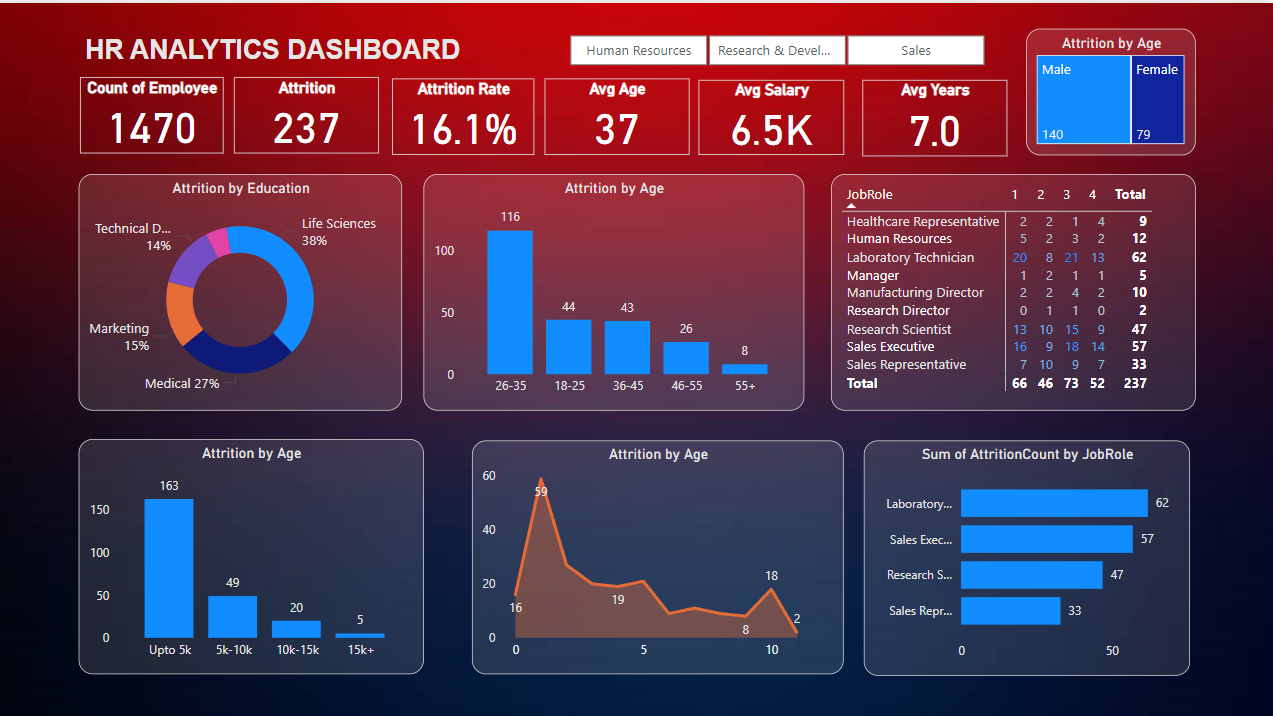 HR ANALYTICS DASHBOARD
Human Resources
Research & Devel...
Sales
Count of Employee
1470
Attrition
237
Attrition Rate
16.1%
Avg Age
37
Avg Salary
6.5K
Avg Years
7.0
Attrition by Age
Male
Female
140
79
Attrition by Education
Life Sciences
38%
Technical D...
14%
Marketing
15%
Medical 27%
Attrition by Age
116
100
44
43
50
26
8
0
26-35 18-25 36-45 46-55 55+
JobRole 1 2 3 4 Total
Healthcare Representative 2 2 1 4 9
Human Resources 5 2 3 2 12
Laboratory Technician 20 8 21 13 62
Manager 1 2 1 1 5
Manufacturing Director 2 2 4 2 10
Research Director 0 1 1 0 2
Research Scientist 13 10 15 9 47
Sales Executive 16 9 18 14 57
Sales Representative 7 10 9 7 33
Total 66 46 73 52 237
Attrition by Age
163
150
100
49
50
20
5
0
Upto 5k 5k-10k 10k-15k 15k+
Attrition by Age
60
59
40
20
18
16
19
8
2
0
0 5 10
Sum of AttritionCount by JobRole
Laboratory... 62
Sales Exec... 57
Research S... 47
Sales Repr... 33
0 50